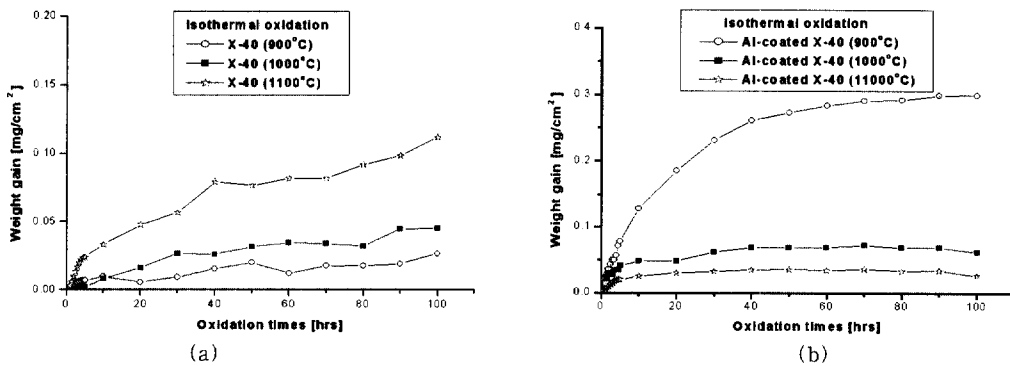 Isothermal oxidation
X-40 (900°C)
X-40 (1000°C)
X-40 (1100°C)
0.20
0.15
0.10
0.05
0.00
Weight gain [mg/cm²]
0 20 40 60 80 100
Oxidation times [hrs]
(a)
Isothermal oxidation
Al-coated X-40 (900°C)
Al-coated X-40 (1000°C)
Al-coated X-40 (11000°C)
0.4
0.3
0.2
0.1
0.0
Weight gain [mg/cm²]
0 20 40 60 80 100
Oxidation times [hrs]
(b)